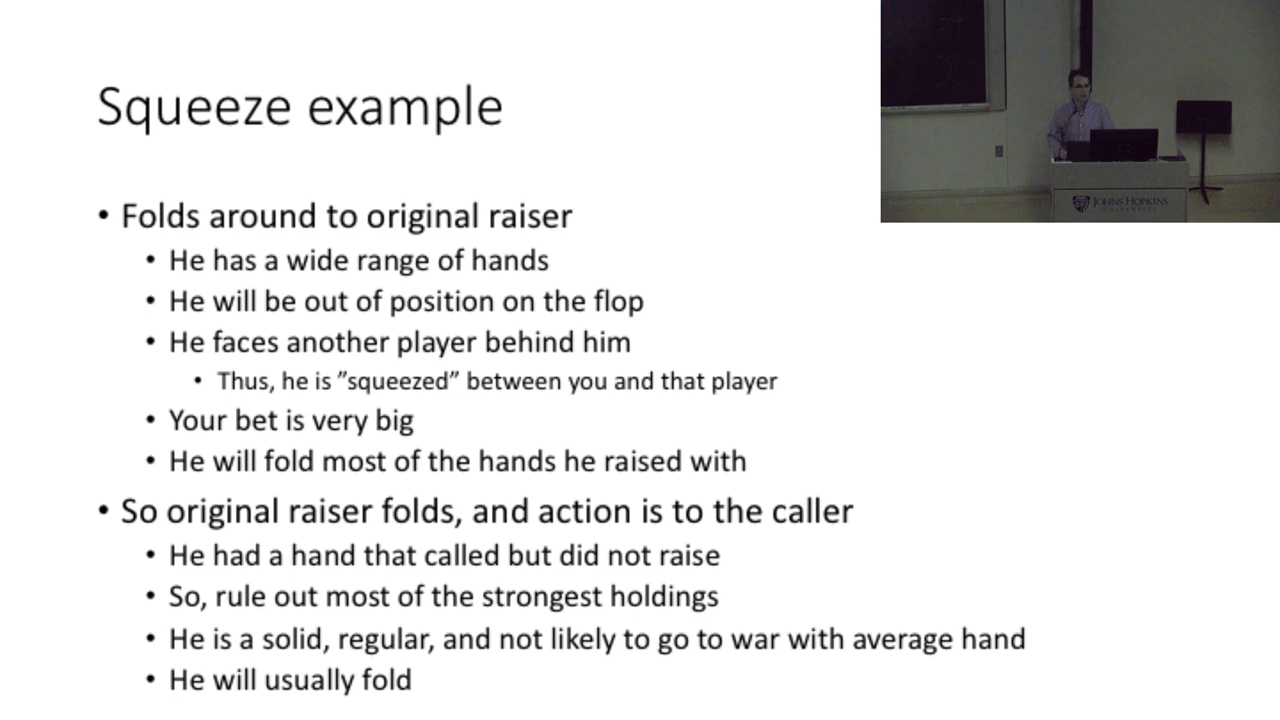 Squeeze example
• Folds around to original raiser
• He has a wide range of hands
• He will be out of position on the flop
• He faces another player behind him
• Thus, he is ”squeezed” between you and that player
• Your bet is very big
• He will fold most of the hands he raised with
• So original raiser folds, and action is to the caller
• He had a hand that called but did not raise
• So, rule out most of the strongest holdings
• He is a solid, regular, and not likely to go to war with average hand
• He will usually fold
JOHNS HOPKINS
UNIVERSITY